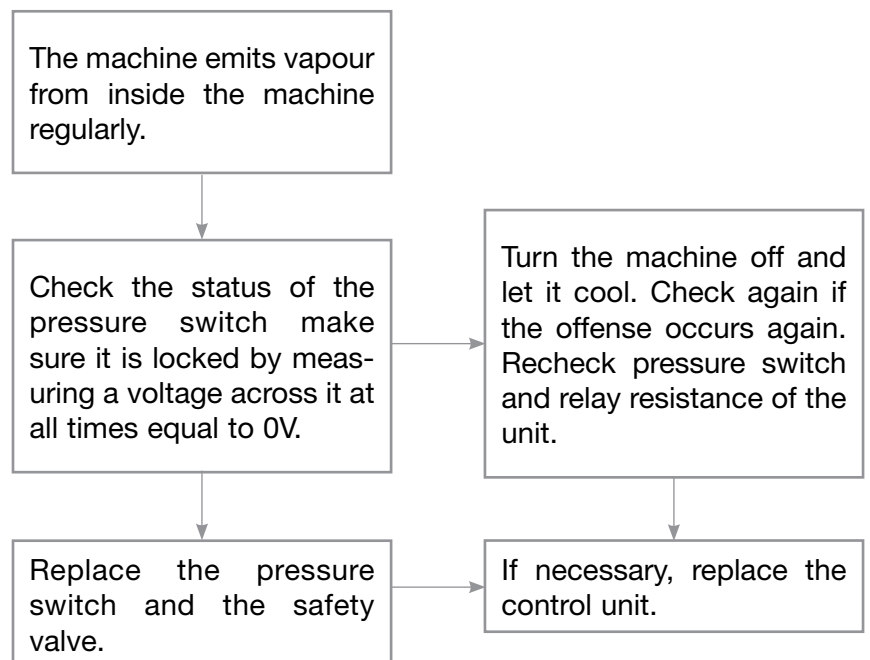 The machine emits vapour
from inside the machine
regularly.
Check the status of the
pressure switch make
sure it is locked by meas-
uring a voltage across it at
all times equal to 0V.
Turn the machine off and
let it cool. Check again if
the offense occurs again.
Recheck pressure switch
and relay resistance of the
unit.
Replace the pressure
switch and the safety
valve.
If necessary, replace the
control unit.